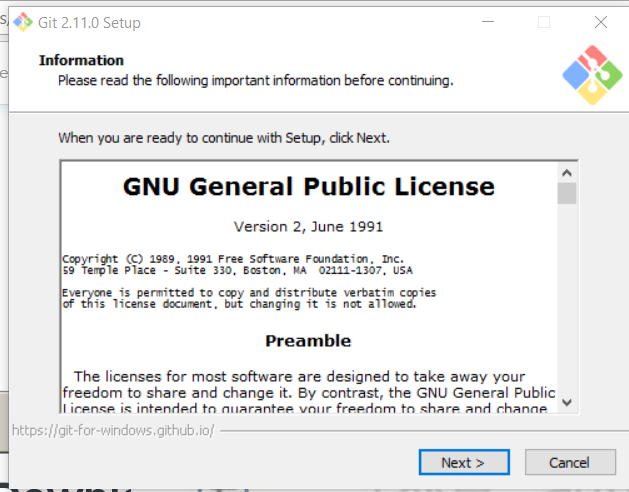 Git 2.11.0 Setup
Information
Please read the following important information before continuing.
When you are ready to continue with Setup, click Next.
GNU General Public License
Version 2, June 1991
Copyright (C) 1989, 1991 Free Software Foundation, Inc.
59 Temple Place - Suite 330, Boston, MA  02111-1307, USA
Everyone is permitted to copy and distribute verbatim copies
of this license document, but changing it is not allowed.
Preamble
The licenses for most software are designed to take away your
freedom to share and change it. By contrast, the GNU General Public
License is intended to guarantee your freedom to share and change
https://git-for-windows.github.io/
Next >
Cancel